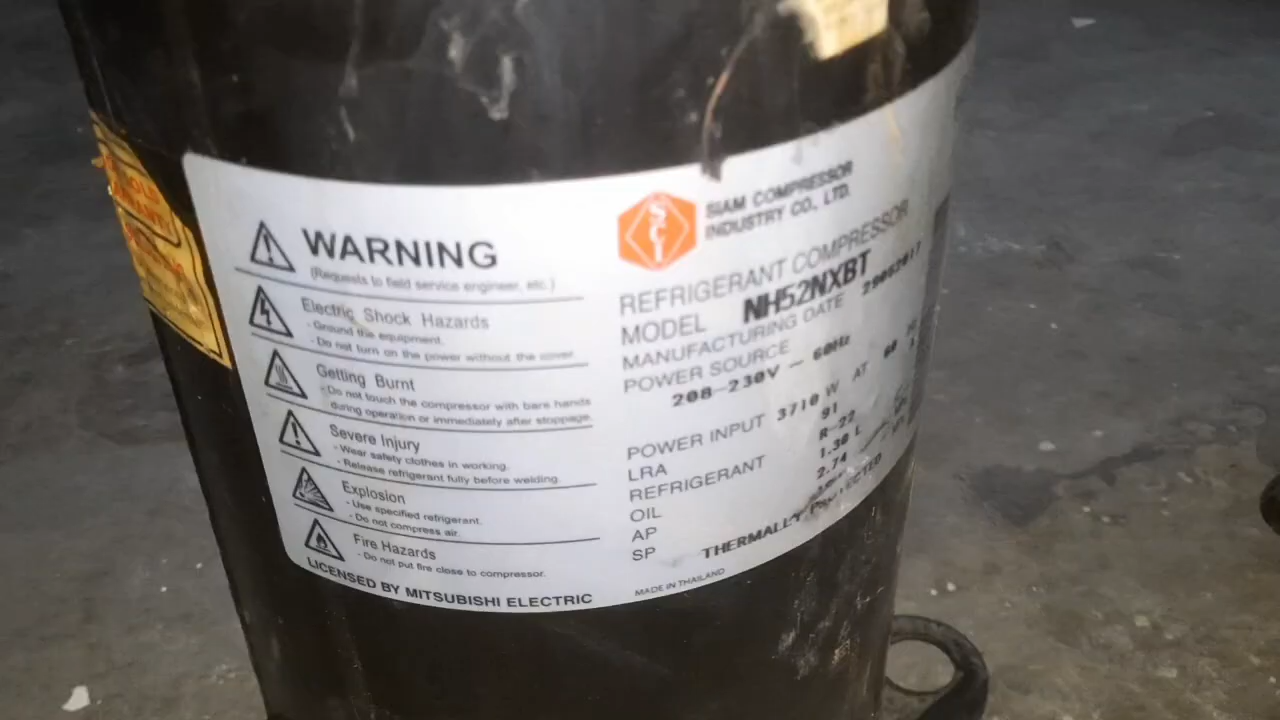 WARNING
(Requests to field service engineer, etc.)
Electric Shock Hazards
- Ground the equipment.
- Do not turn on the power without the cover.
Getting Burnt
- Do not touch the compressor with bare hands
during operation or immediately after stoppage.
Severe Injury
- Wear safety clothes in working.
- Release refrigerant fully before welding.
Explosion
- Use specified refrigerant.
- Do not compress air.
Fire Hazards
- Do not put fire close to compressor.
LICENSED BY MITSUBISHI ELECTRIC
SIAM COMPRESSOR
INDUSTRY CO., LTD.
REFRIGERANT COMPRESSOR
MODEL NH52NXBT
MANUFACTURING DATE 29052017
POWER SOURCE
208-230V - 60Hz
POWER INPUT 3710 W AT 60
LRA 91
REFRIGERANT R-22
OIL 1.30 L
AP 2.74
SP
THERMALLY PROTECTED
MADE IN THAILAND